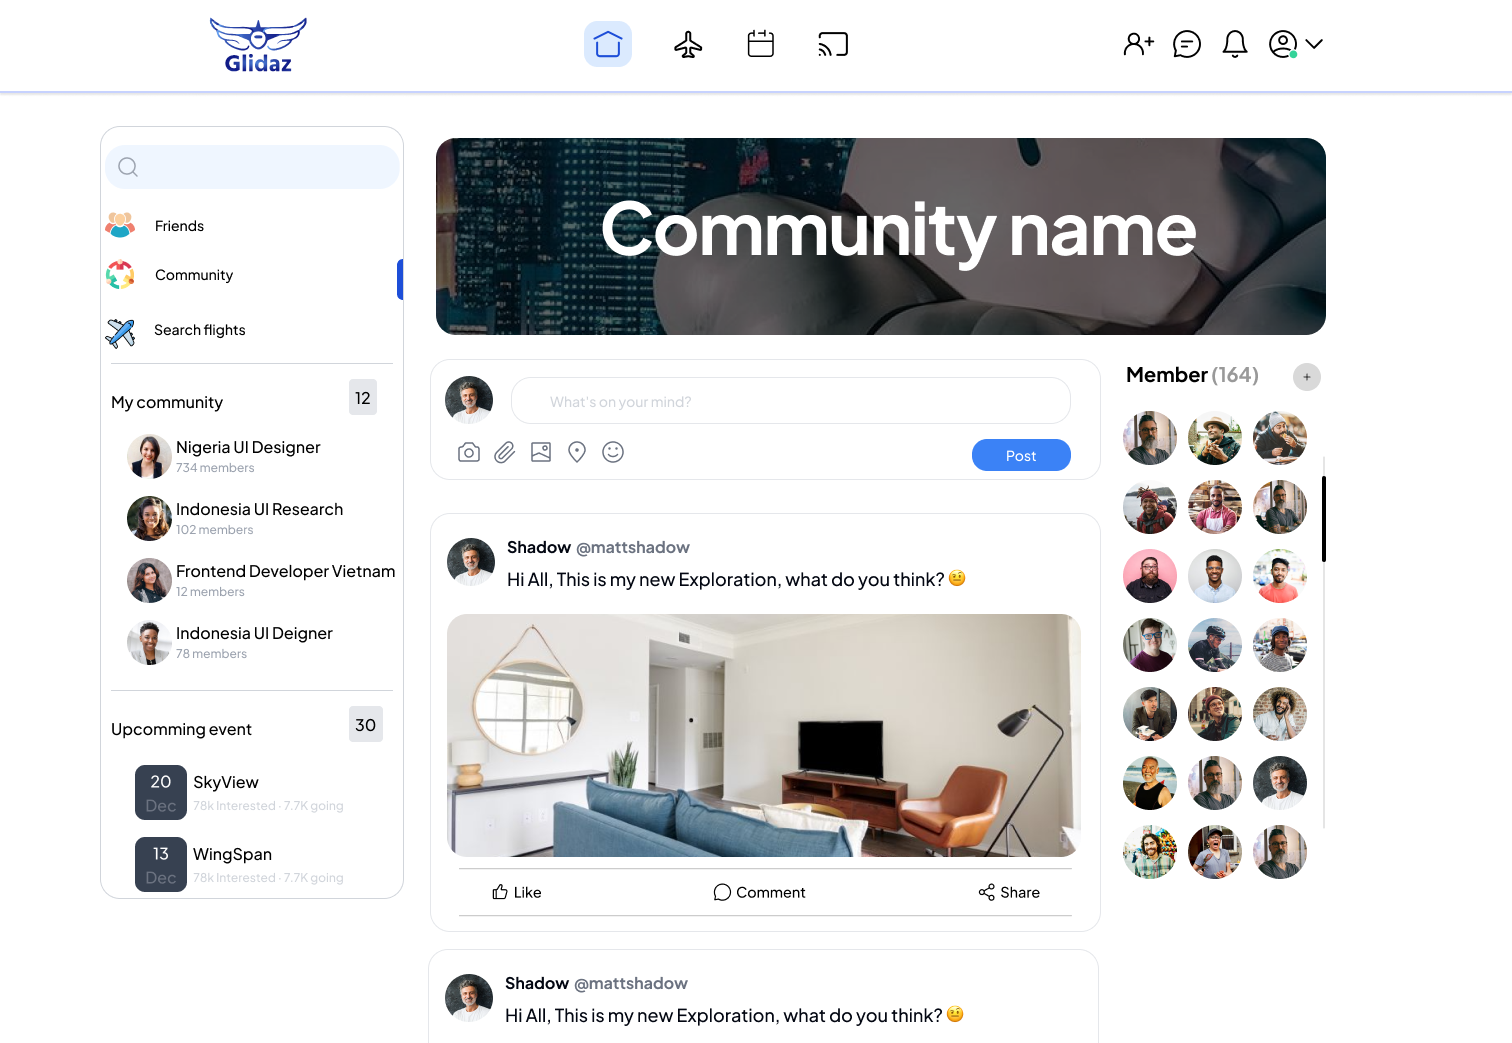 Glidaz
Friends
Community
Search flights
My community
12
Nigeria UI Designer
734 members
Indonesia UI Research
102 members
Frontend Developer Vietnam
12 members
Indonesia UI Deigner
78 members
Upcomming event
30
20
Dec
SkyView
78k Interested · 7.7K going
13
Dec
WingSpan
78k Interested · 7.7K going
Community name
What's on your mind?
Post
Shadow @mattshadow
Hi All, This is my new Exploration, what do you think? 🤨
Like
Comment
Share
Shadow @mattshadow
Hi All, This is my new Exploration, what do you think? 🤨
Member (164)
+